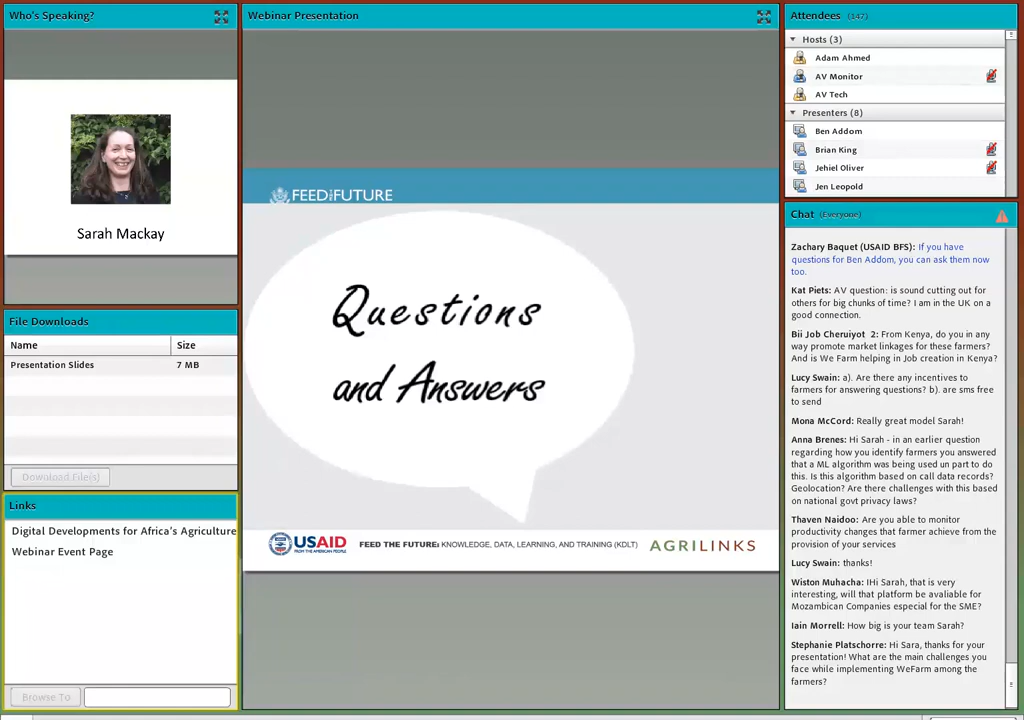 Who's Speaking?
Sarah Mackay
File Downloads
Name Size
Presentation Slides 7 MB
Download File(s)
Links
Digital Developments for Africa's Agriculture
Webinar Event Page
Browse To
Webinar Presentation
FEED THE FUTURE
Questions
and Answers
USAID
FROM THE AMERICAN PEOPLE
FEED THE FUTURE: KNOWLEDGE, DATA, LEARNING, AND TRAINING (KDLT)
AGRILINKS
Attendees (147)
Hosts (3)
Adam Ahmed
AV Monitor
AV Tech
Presenters (8)
Ben Addom
Brian King
Jehiel Oliver
Jen Leopold
Chat (Everyone)
Zachary Baquet (USAID BFS): If you have
questions for Ben Addom, you can ask them now
too.
Kat Piets: AV question: is sound cutting out for
others for big chunks of time? I am in the UK on a
good connection.
Bii Job Cheruiyot 2: From Kenya, do you in any
way promote market linkages for these farmers?
And is We Farm helping in Job creation in Kenya?
Lucy Swain: a). Are there any incentives to
farmers for answering questions? b). are sms free
to send
Mona McCord: Really great model Sarah!
Anna Brenes: Hi Sarah - in an earlier question
regarding how you identify farmers you answered
that a ML algorithm was being used un part to do
this. Is this algorithm based on call data records?
Geolocation? Are there challenges with this based
on national govt privacy laws?
Thaven Naidoo: Are you able to monitor
productivity changes that farmer achieve from the
provision of your services
Lucy Swain: thanks!
Wiston Muhacha: IHi Sarah, that is very
interesting, will that platform be avaliable for
Mozambican Companies especial for the SME?
Iain Morrell: How big is your team Sarah?
Stephanie Platschorre: Hi Sara, thanks for your
presentation! What are the main challenges you
face while implementing WeFarm among the
farmers?